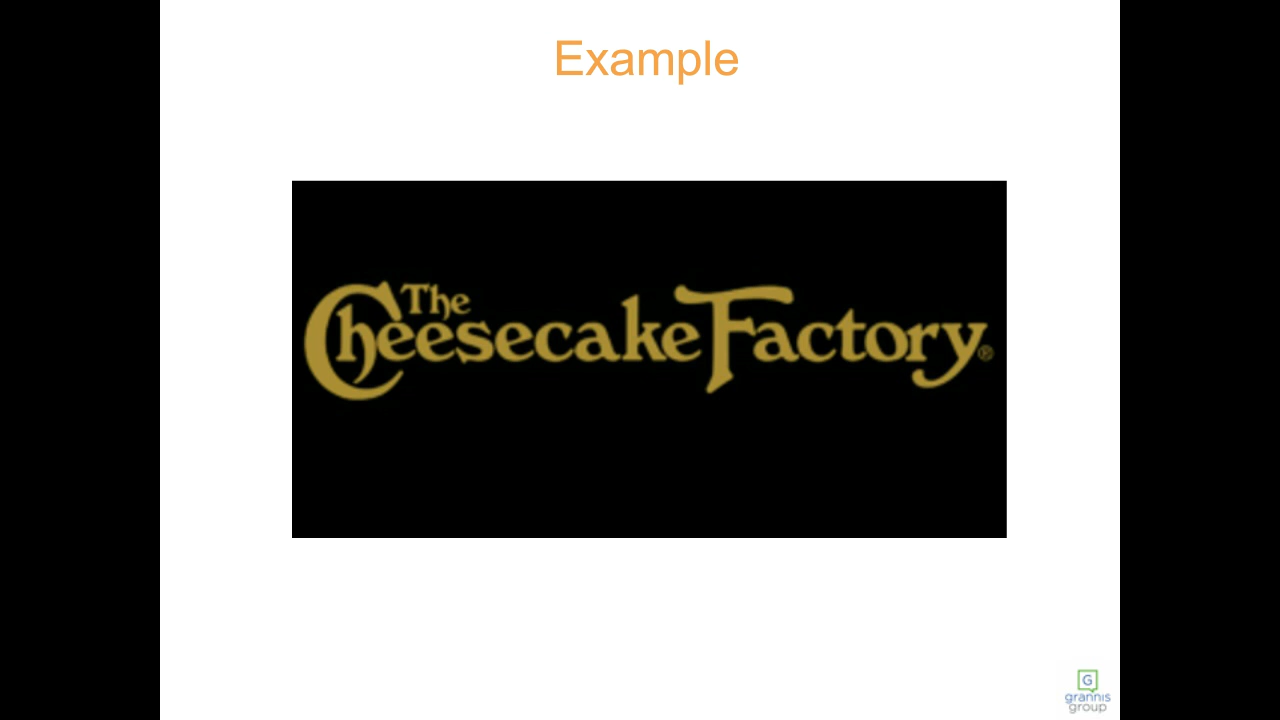 Example
The
Cheesecake Factory®
G
grannis
group